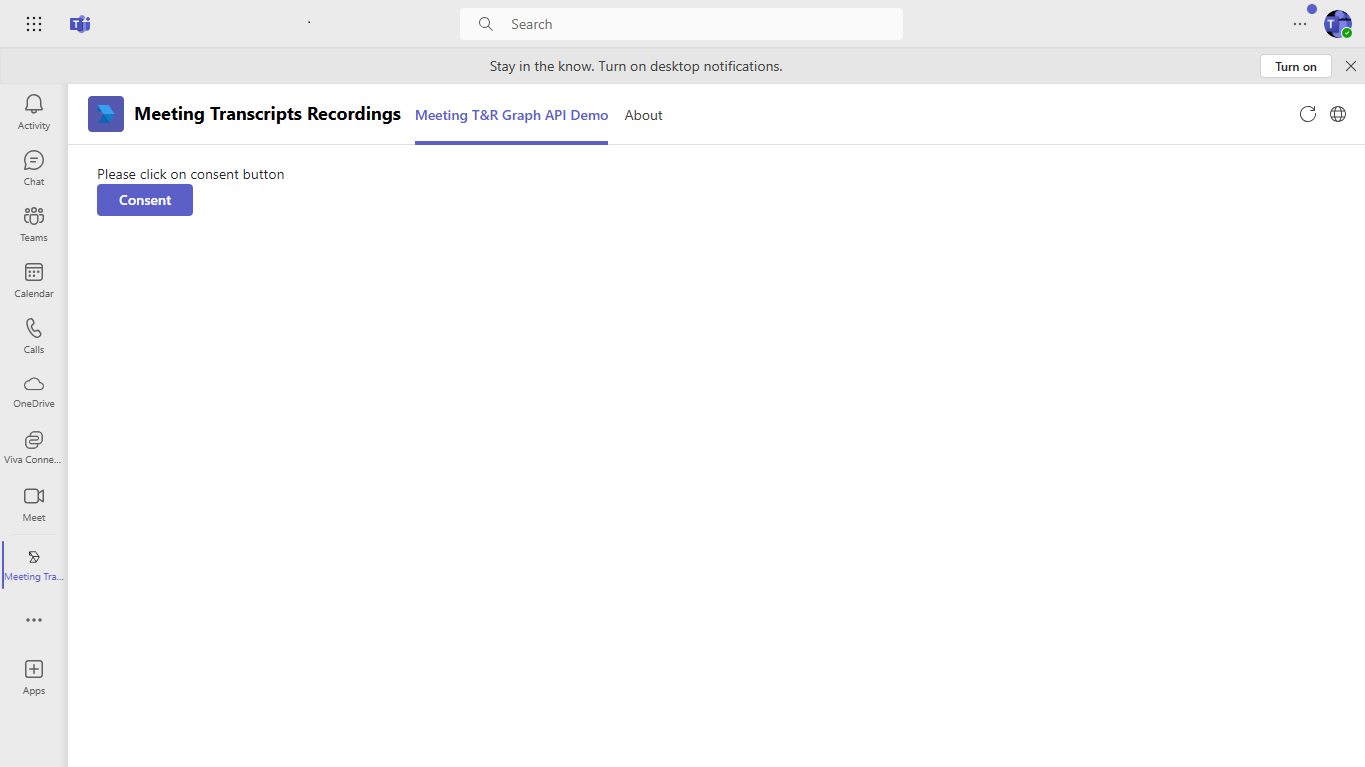 Search
Stay in the know. Turn on desktop notifications.
Turn on
Activity
Chat
Teams
Calendar
Calls
OneDrive
Viva Conne...
Meet
Meeting Tra...
Apps
Meeting Transcripts Recordings
Meeting T&R Graph API Demo
About
Please click on consent button
Consent